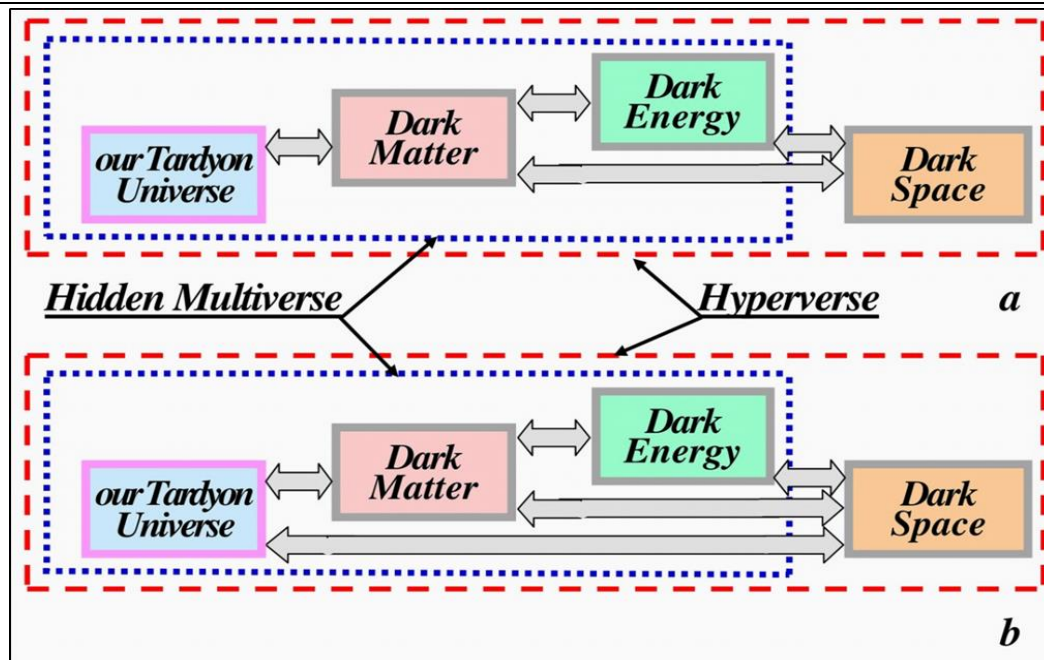 our Tardyon
Universe
Dark
Matter
Dark
Energy
Dark
Space
a
Hidden Multiverse
Hyperverse
our Tardyon
Universe
Dark
Matter
Dark
Energy
Dark
Space
b